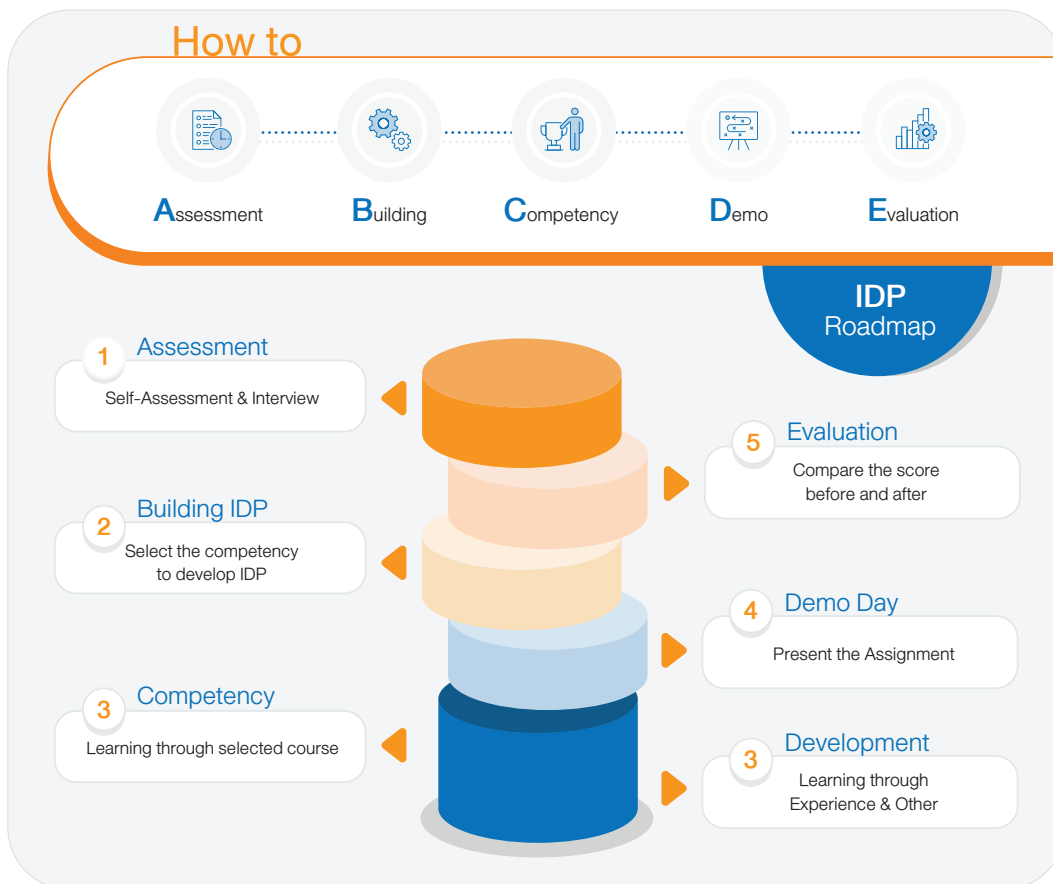 How to
Assessment
Building
Competency
Demo
Evaluation
IDP
Roadmap
1
Assessment
Self-Assessment & Interview
2
Building IDP
Select the competency
to develop IDP
3
Competency
Learning through selected course
5
Evaluation
Compare the score
before and after
4
Demo Day
Present the Assignment
3
Development
Learning through
Experience & Other